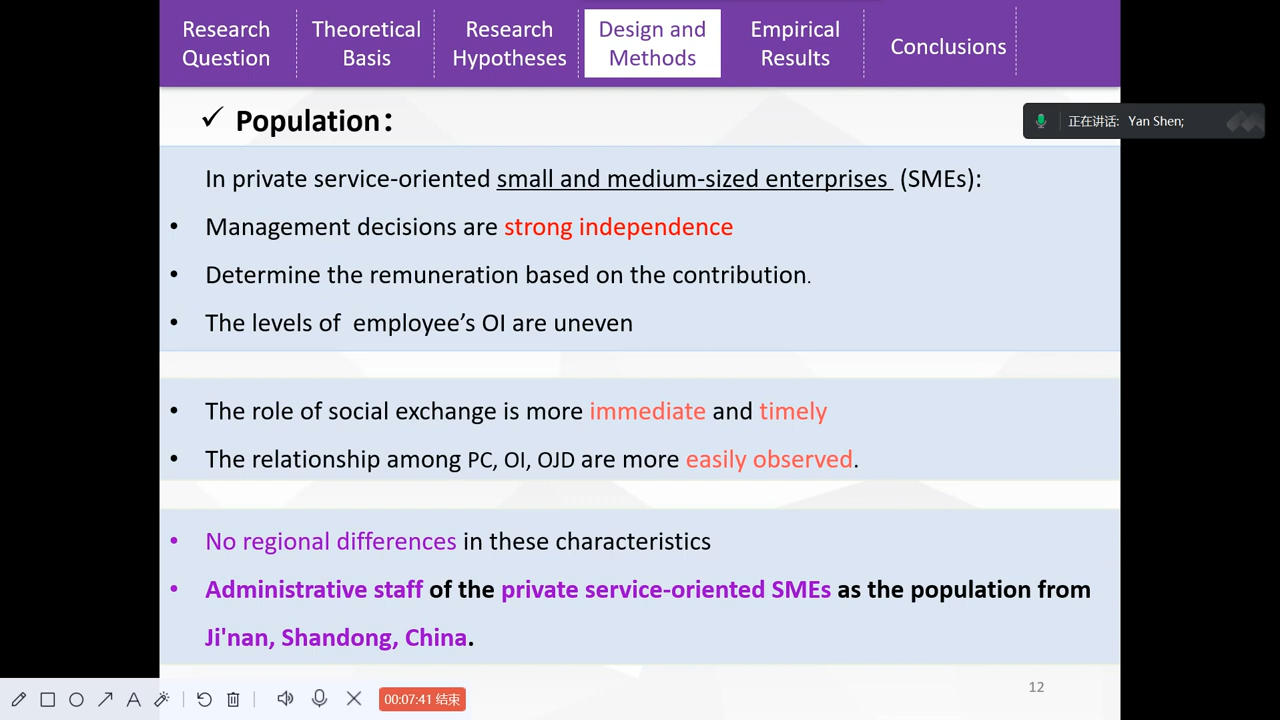 Research Question
Theoretical Basis
Research Hypotheses
Design and Methods
Empirical Results
Conclusions
✓ Population：
正在讲话: Yan Shen;
In private service-oriented small and medium-sized enterprises (SMEs):
• Management decisions are strong independence
• Determine the remuneration based on the contribution.
• The levels of employee’s OI are uneven
• The role of social exchange is more immediate and timely
• The relationship among PC, OI, OJD are more easily observed.
• No regional differences in these characteristics
• Administrative staff of the private service-oriented SMEs as the population from
Ji'nan, Shandong, China.
12
00:07:41 结束